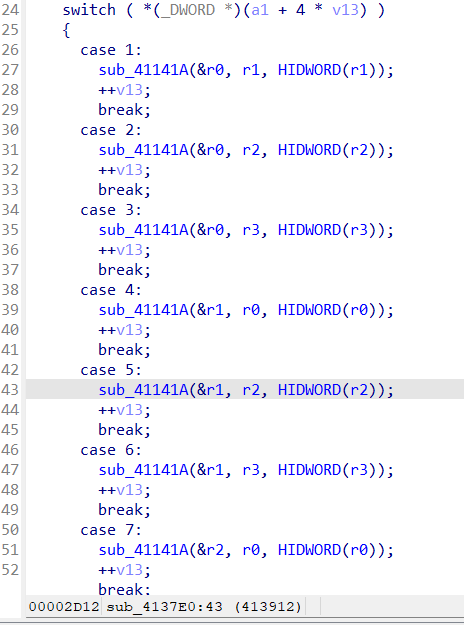 24 switch ( *(_DWORD *)(a1 + 4 * v13) )
25 {
26 case 1:
27 sub_41141A(&r0, r1, HIDWORD(r1));
28 ++v13;
29 break;
30 case 2:
31 sub_41141A(&r0, r2, HIDWORD(r2));
32 ++v13;
33 break;
34 case 3:
35 sub_41141A(&r0, r3, HIDWORD(r3));
36 ++v13;
37 break;
38 case 4:
39 sub_41141A(&r1, r0, HIDWORD(r0));
40 ++v13;
41 break;
42 case 5:
43 sub_41141A(&r1, r2, HIDWORD(r2));
44 ++v13;
45 break;
46 case 6:
47 sub_41141A(&r1, r3, HIDWORD(r3));
48 ++v13;
49 break;
50 case 7:
51 sub_41141A(&r2, r0, HIDWORD(r0));
52 ++v13;
break;
00002D12 sub_4137E0:43 (413912)